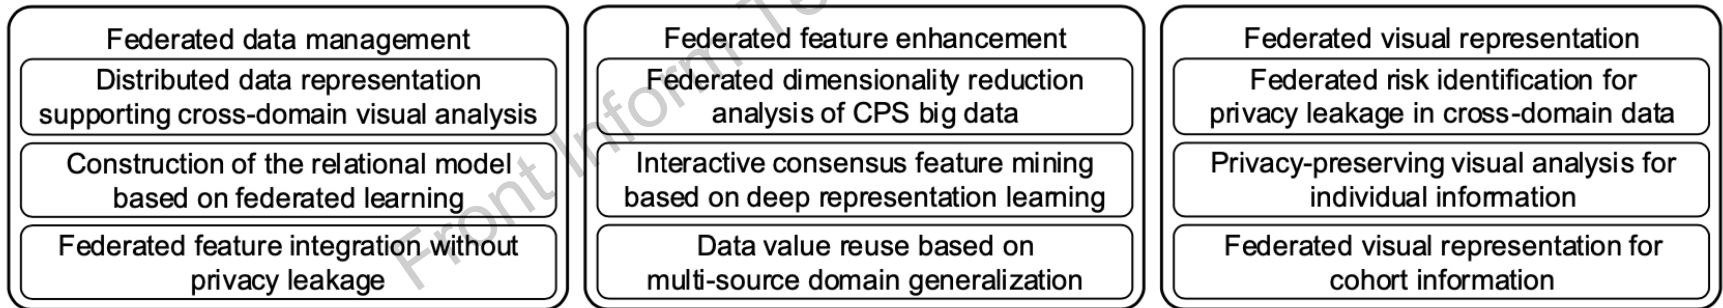 Federated data management
Distributed data representation
supporting cross-domain visual analysis
Construction of the relational model
based on federated learning
Federated feature integration without
privacy leakage
Federated feature enhancement
Federated dimensionality reduction
analysis of CPS big data
Interactive consensus feature mining
based on deep representation learning
Data value reuse based on
multi-source domain generalization
Federated visual representation
Federated risk identification for
privacy leakage in cross-domain data
Privacy-preserving visual analysis for
individual information
Federated visual representation for
cohort information
Front Inform